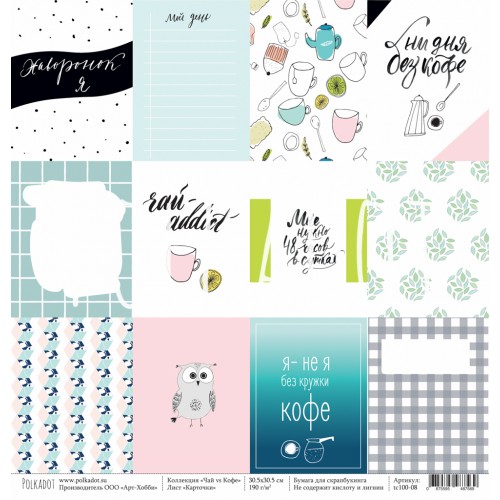 Жаворонок
я
Мой день
Ни дня
без кофе
чай-
addict
Мне
нужно
48 часов
в сутках
я - не я
без кружки
кофе
POLKADOT
www.polkadot.su
Производитель ООО «Арт-Хобби»
Коллекция «Чай vs Кофе»
Лист «Карточки»
30.5х30.5 см
190 г/м²
Бумага для скрапбукинга
Не содержит кислоту и лигнин
Артикул:
tc100-08